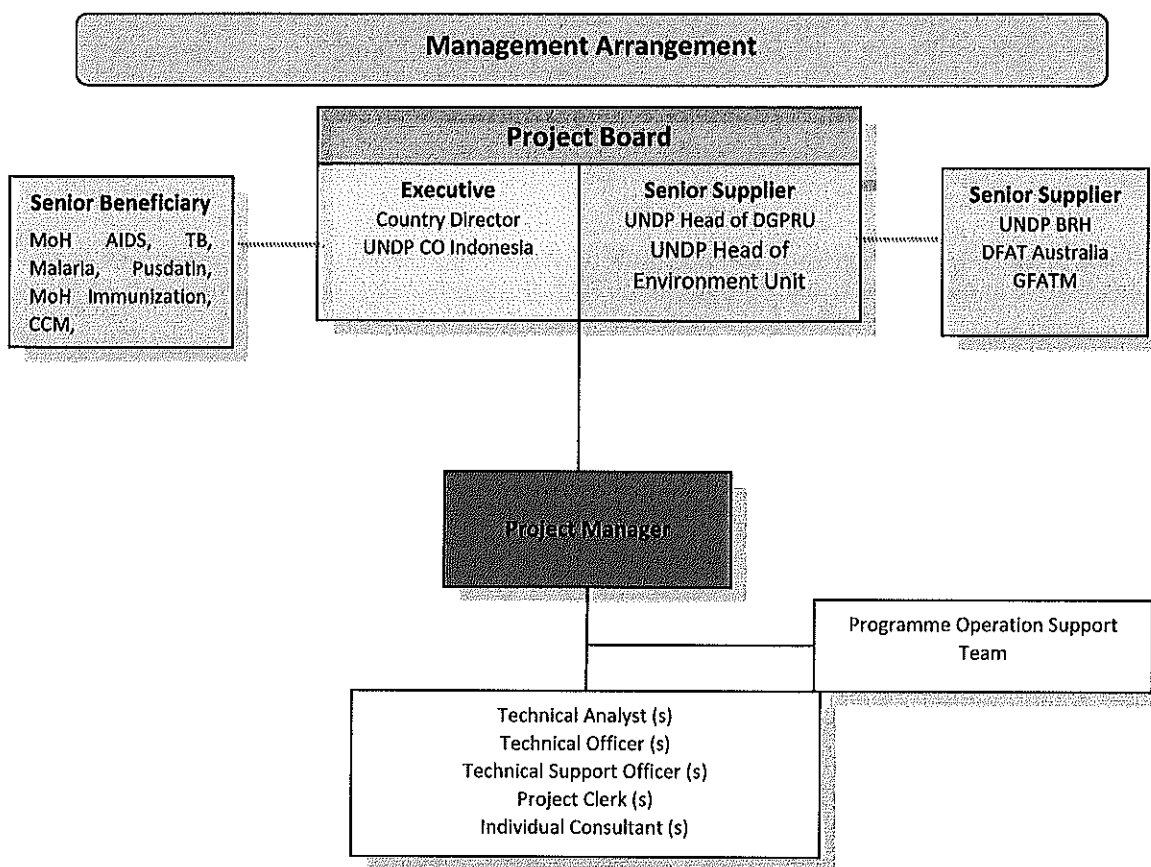 Management Arrangement
Project Board
Senior Beneficiary
MoH AIDS, TB,
Malaria, Pusdatin,
MoH Immunization,
CCM,
Executive
Country Director
UNDP CO Indonesia
Senior Supplier
UNDP Head of DGPRU
UNDP Head of
Environment Unit
Senior Supplier
UNDP BRH
DFAT Australia
GFATM
Project Manager
Programme Operation Support
Team
Technical Analyst (s)
Technical Officer (s)
Technical Support Officer (s)
Project Clerk (s)
Individual Consultant (s)